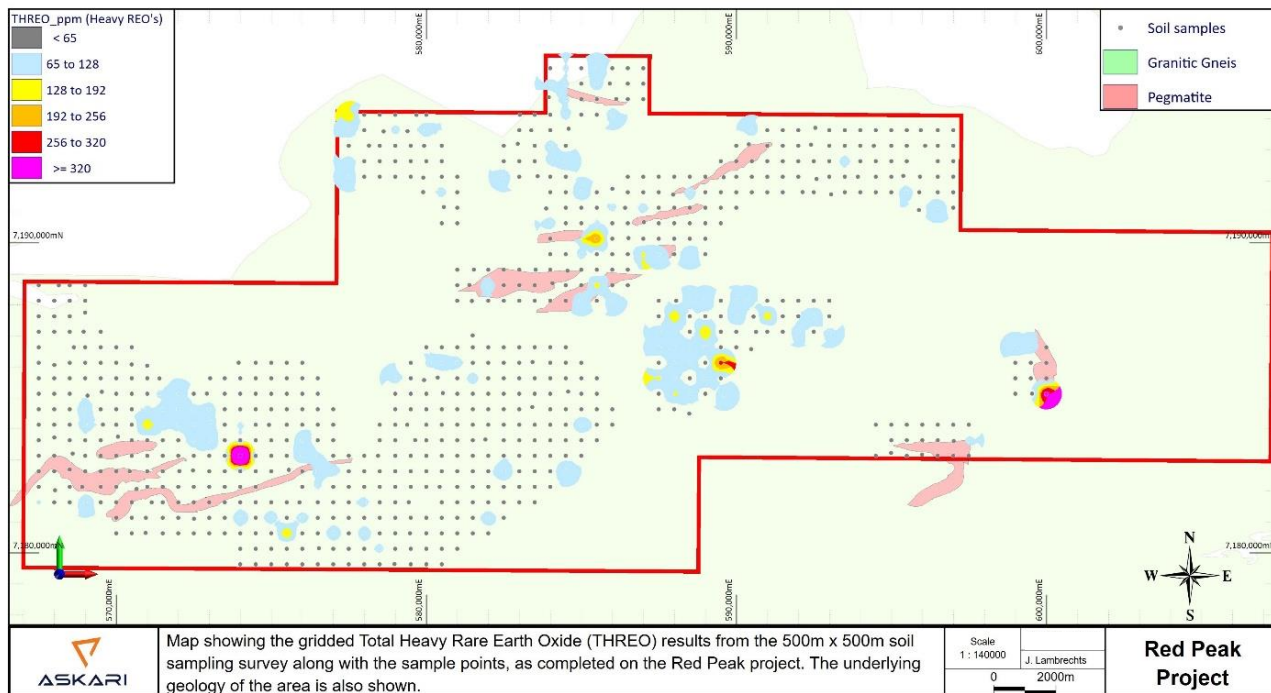 THREO_ppm (Heavy REO's)
< 65
65 to 128
128 to 192
192 to 256
256 to 320
>= 320
580,000mE
590,000mE
600,000mE
Soil samples
Granitic Gneis
Pegmatite
7,190,000mN
7,190,000mN
7,180,000mN
7,180,000mN
570,000mE
580,000mE
590,000mE
600,000mE
N
W E
S
ASKARI
Map showing the gridded Total Heavy Rare Earth Oxide (THREO) results from the 500m x 500m soil
sampling survey along with the sample points, as completed on the Red Peak project. The underlying
geology of the area is also shown.
Scale
1 : 140000
J. Lambrechts
0 2000m
Red Peak
Project